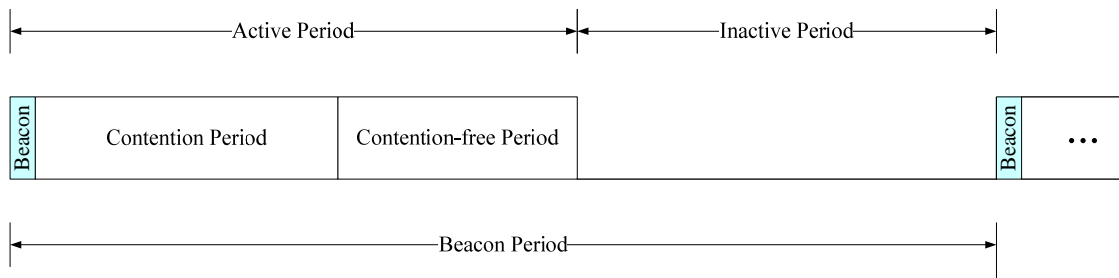 Active Period
Inactive Period
Beacon
Contention Period
Contention-free Period
Beacon
...
Beacon Period